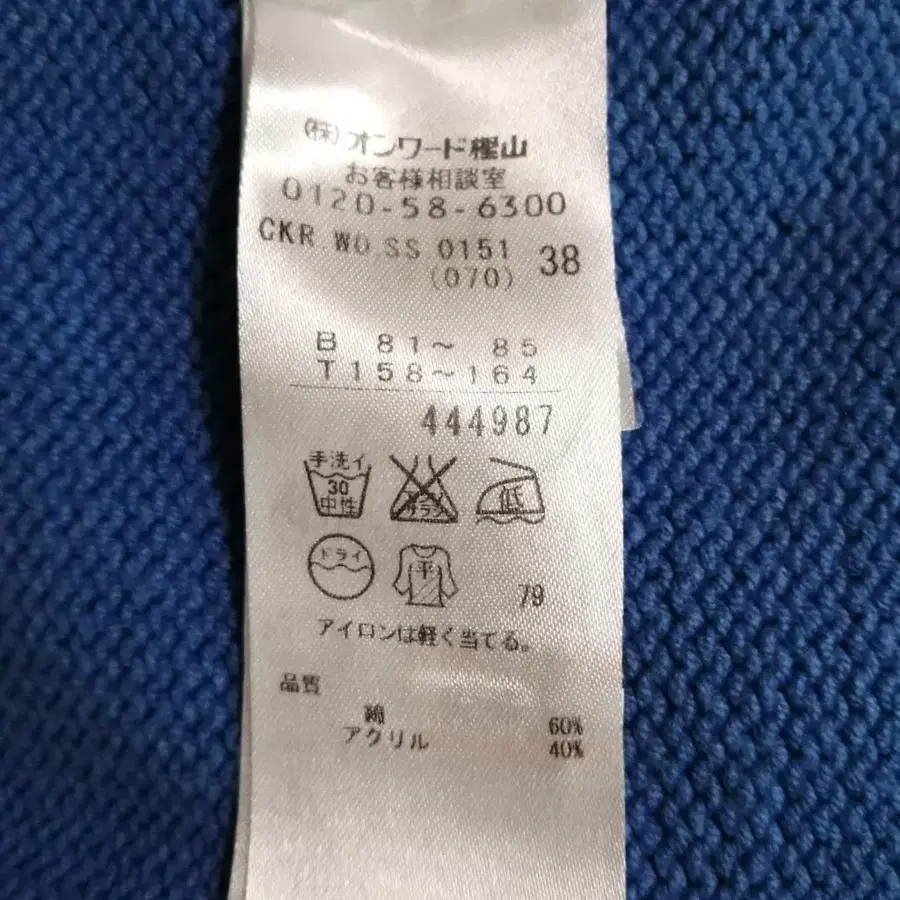 (株)オンワード樫山
お客様相談室
0120-58-6300
CKR WO.SS 0151 38
(070)
B 81～ 85
T158～164
444987
手洗イ
30
中性
低
ドライ
平
79
アイロンは軽く当てる。
品質
綿 60%
アクリル 40%